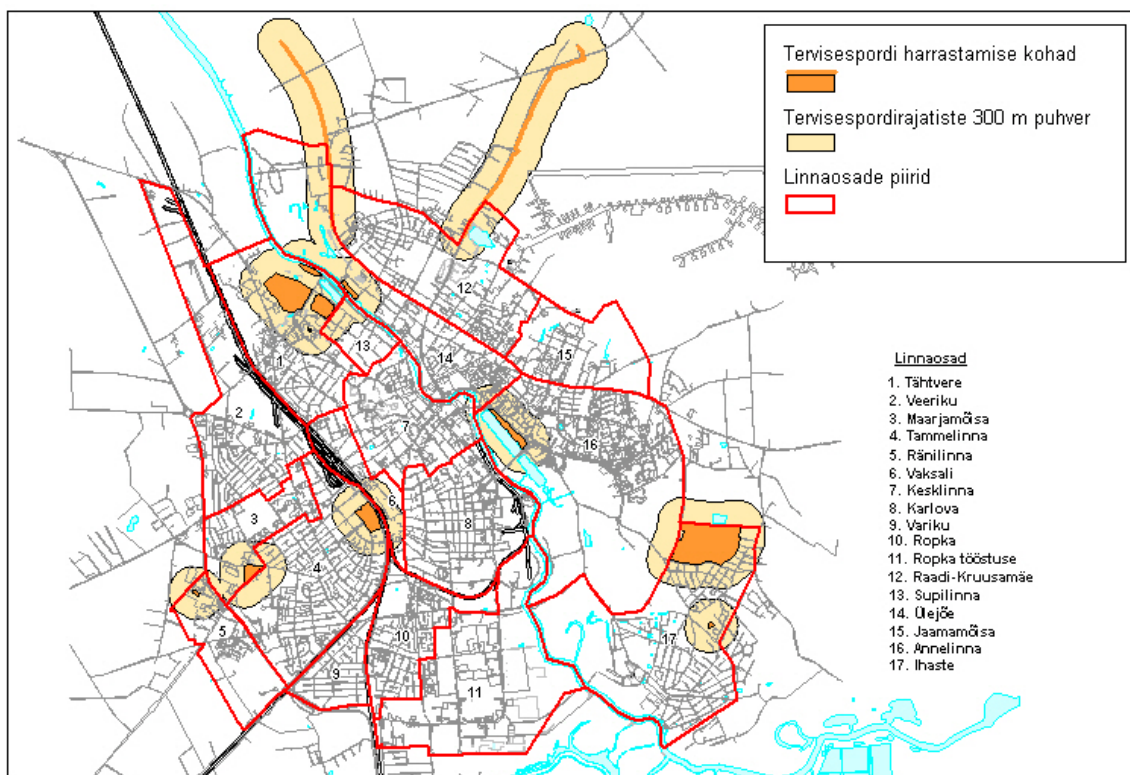 Tervisespordi harrastamise kohad
Tervisespordirajatiste 300 m puhver
Linnaosade piirid
12
13
14
15
1
2
7
16
6
3
8
4
5
10
17
9
11
Linnaosad
1. Tähtvere
2. Veeriku
3. Maarjamõisa
4. Tammelinna
5. Ränilinna
6. Vaksali
7. Kesklinna
8. Karlova
9. Variku
10. Ropka
11. Ropka tööstuse
12. Raadi-Kruusamäe
13. Supilinna
14. Ülejõe
15. Jaamamõisa
16. Annelinna
17. Ihaste